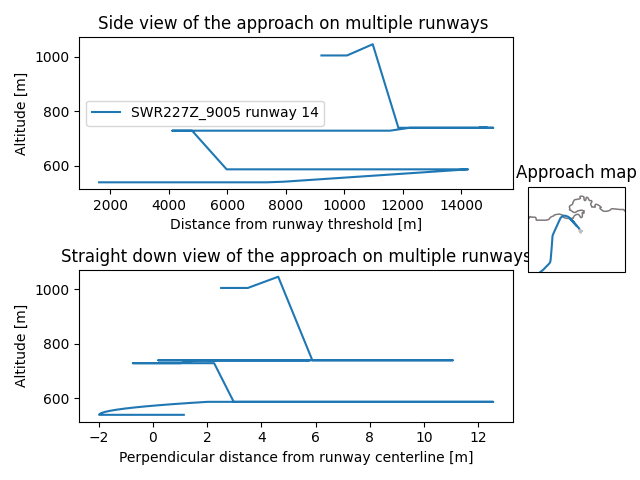 Side view of the approach on multiple runways
1000
800
600
Altitude [m]
SWR227Z_9005 runway 14
2000 4000 6000 8000 10000 12000 14000
Distance from runway threshold [m]
Approach map
Straight down view of the approach on multiple runways
1000
800
600
Altitude [m]
−2 0 2 4 6 8 10 12
Perpendicular distance from runway centerline [m]